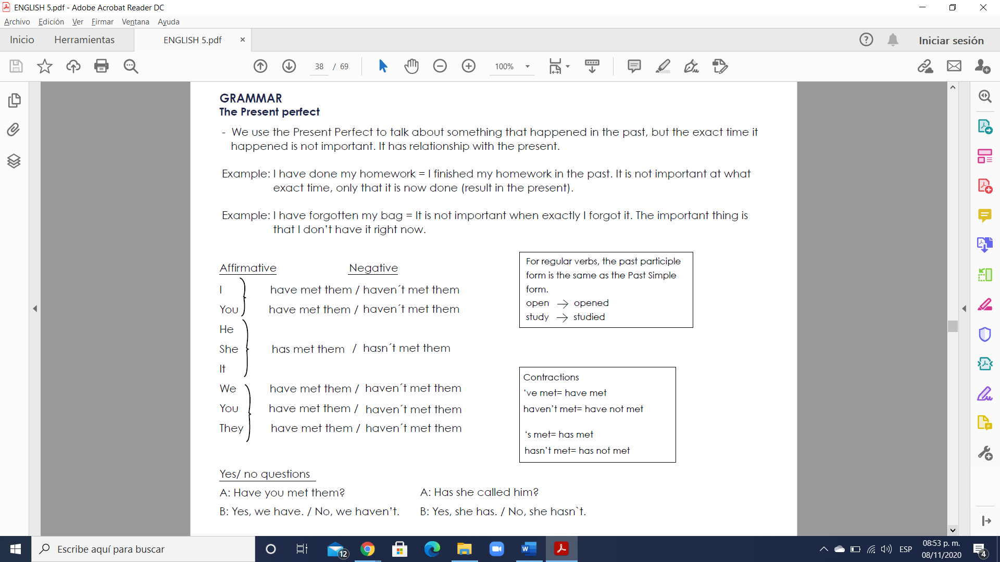 ENGLISH 5.pdf - Adobe Acrobat Reader DC
Archivo Edición Ver Firmar Ventana Ayuda
Inicio Herramientas ENGLISH 5.pdf × Iniciar sesión
38 / 69 100%
GRAMMAR
The Present perfect
- We use the Present Perfect to talk about something that happened in the past, but the exact time it
happened is not important. It has relationship with the present.
Example: I have done my homework = I finished my homework in the past. It is not important at what
exact time, only that it is now done (result in the present).
Example: I have forgotten my bag = It is not important when exactly I forgot it. The important thing is
that I don’t have it right now.
Affirmative Negative
I have met them / haven´t met them
You have met them / haven´t met them
He
She has met them / hasn´t met them
It
We have met them / haven´t met them
You have met them / haven´t met them
They have met them / haven´t met them
For regular verbs, the past participle
form is the same as the Past Simple
form.
open → opened
study → studied
Contractions
‘ve met= have met
haven’t met= have not met
‘s met= has met
hasn’t met= has not met
Yes/ no questions
A: Have you met them? A: Has she called him?
B: Yes, we have. / No, we haven’t. B: Yes, she has. / No, she hasn`t.
Escribe aquí para buscar
12
ESP
08:53 p. m.
08/11/2020
4